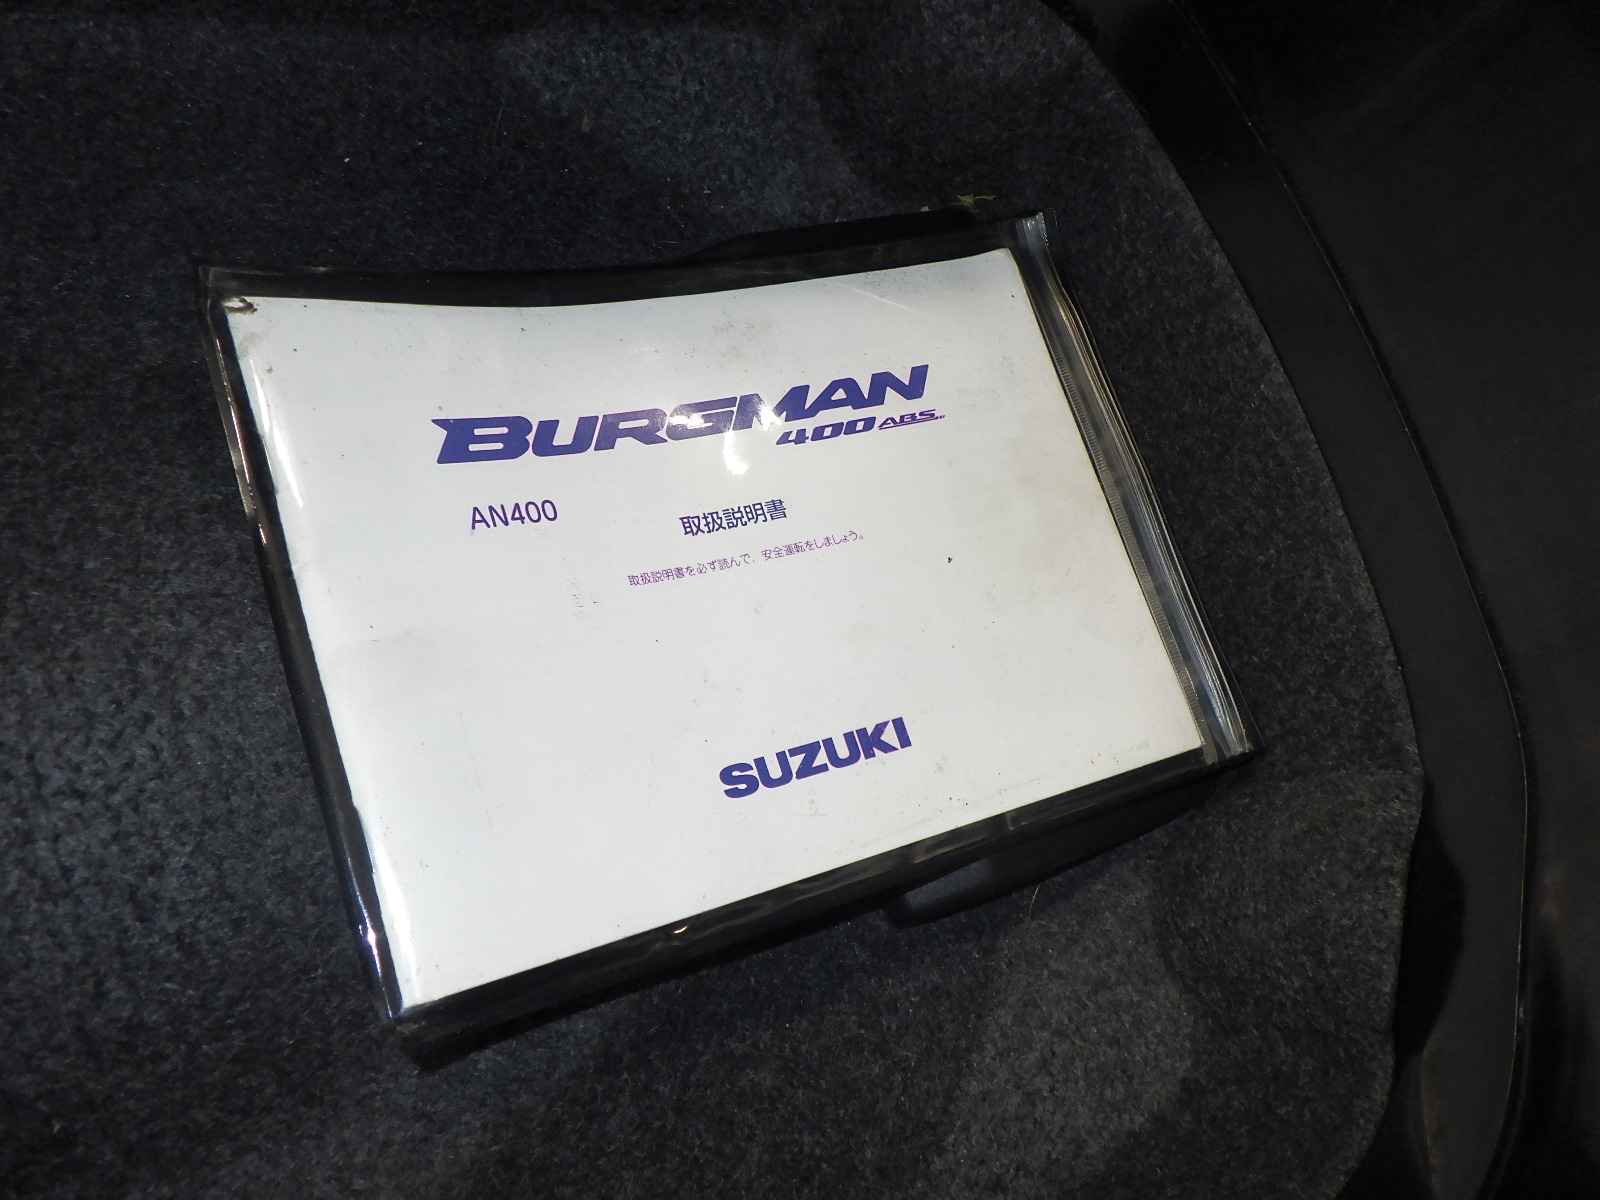 BURGMAN
400 ABS
AN400
取扱説明書
取扱説明書を必ず読んで、安全運転をしましょう。
SUZUKI